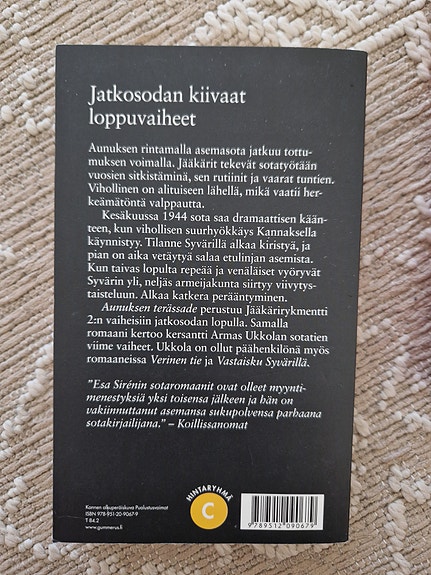 Jatkosodan kiivaat
loppuvaiheet
Aunuksen rintamalla asemasota jatkuu tottu-
muksen voimalla. Jääkärit tekevät sotatyötään
vuosien sitkistäminä, sen rutiinit ja vaarat tuntien.
Vihollinen on alituiseen lähellä, mikä vaatii her-
keämätöntä valppautta.
Kesäkuussa 1944 sota saa dramaattisen kään-
teen, kun vihollisen suurhyökkäys Kannaksella
käynnistyy. Tilanne Syvärillä alkaa kiristyä, ja
pian on aika vetäytyä salaa etulinjan asemista.
Kun taivas lopulta repeää ja venäläiset vyöryvät
Syvärin yli, neljäs armeijakunta siirtyy viivytys-
taisteluun. Alkaa katkera perääntyminen.
Aunuksen terässade perustuu Jääkärirykmentti
2:n vaiheisiin jatkosodan lopulla. Samalla
romaani kertoo kersantti Armas Ukkolan sotatien
viime vaiheet. Ukkola on ollut päähenkilönä myös
romaaneissa Verinen tie ja Vastaisku Syvärillä.
"Esa Sirénin sotaromaanit ovat olleet myynti-
menestyksiä yksi toisensa jälkeen ja hän on
vakiinnuttanut asemansa sukupolvensa parhaana
sotakirjailijana." – Koillissanomat
Kannen alkuperäiskuva Puolustusvoimat
ISBN 978-951-20-9067-9
T 84.2
www.gummerus.fi
HINTARYHMÄ
C
9789512090679